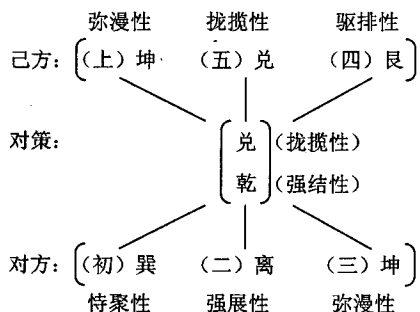 弥漫性 拢揽性 驱排性
己方：（上）坤 （五）兑 （四）艮
对策： 兑（拢揽性）
乾（强结性）
对方：（初）巽 （二）离 （三）坤
恃聚性 强展性 弥漫性